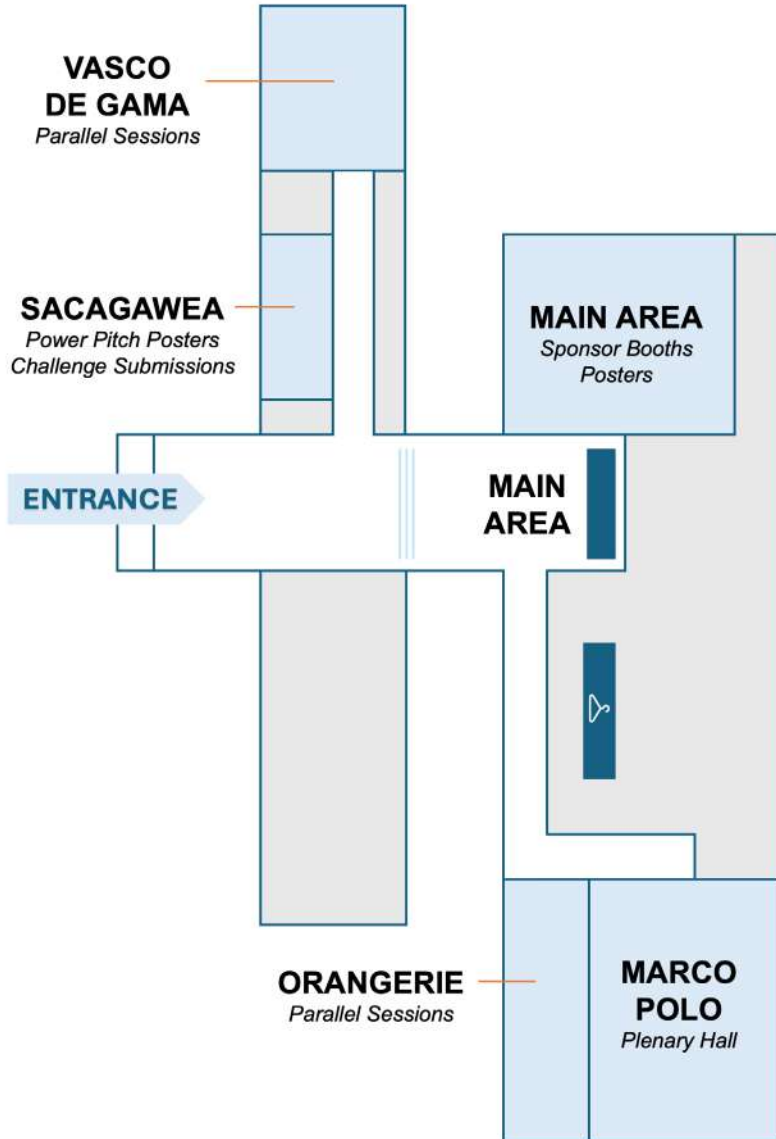 VASCO
DE GAMA
Parallel Sessions
SACAGAWEA
Power Pitch Posters
Challenge Submissions
MAIN AREA
Sponsor Booths
Posters
ENTRANCE
MAIN
AREA
ORANGERIE
Parallel Sessions
MARCO
POLO
Plenary Hall